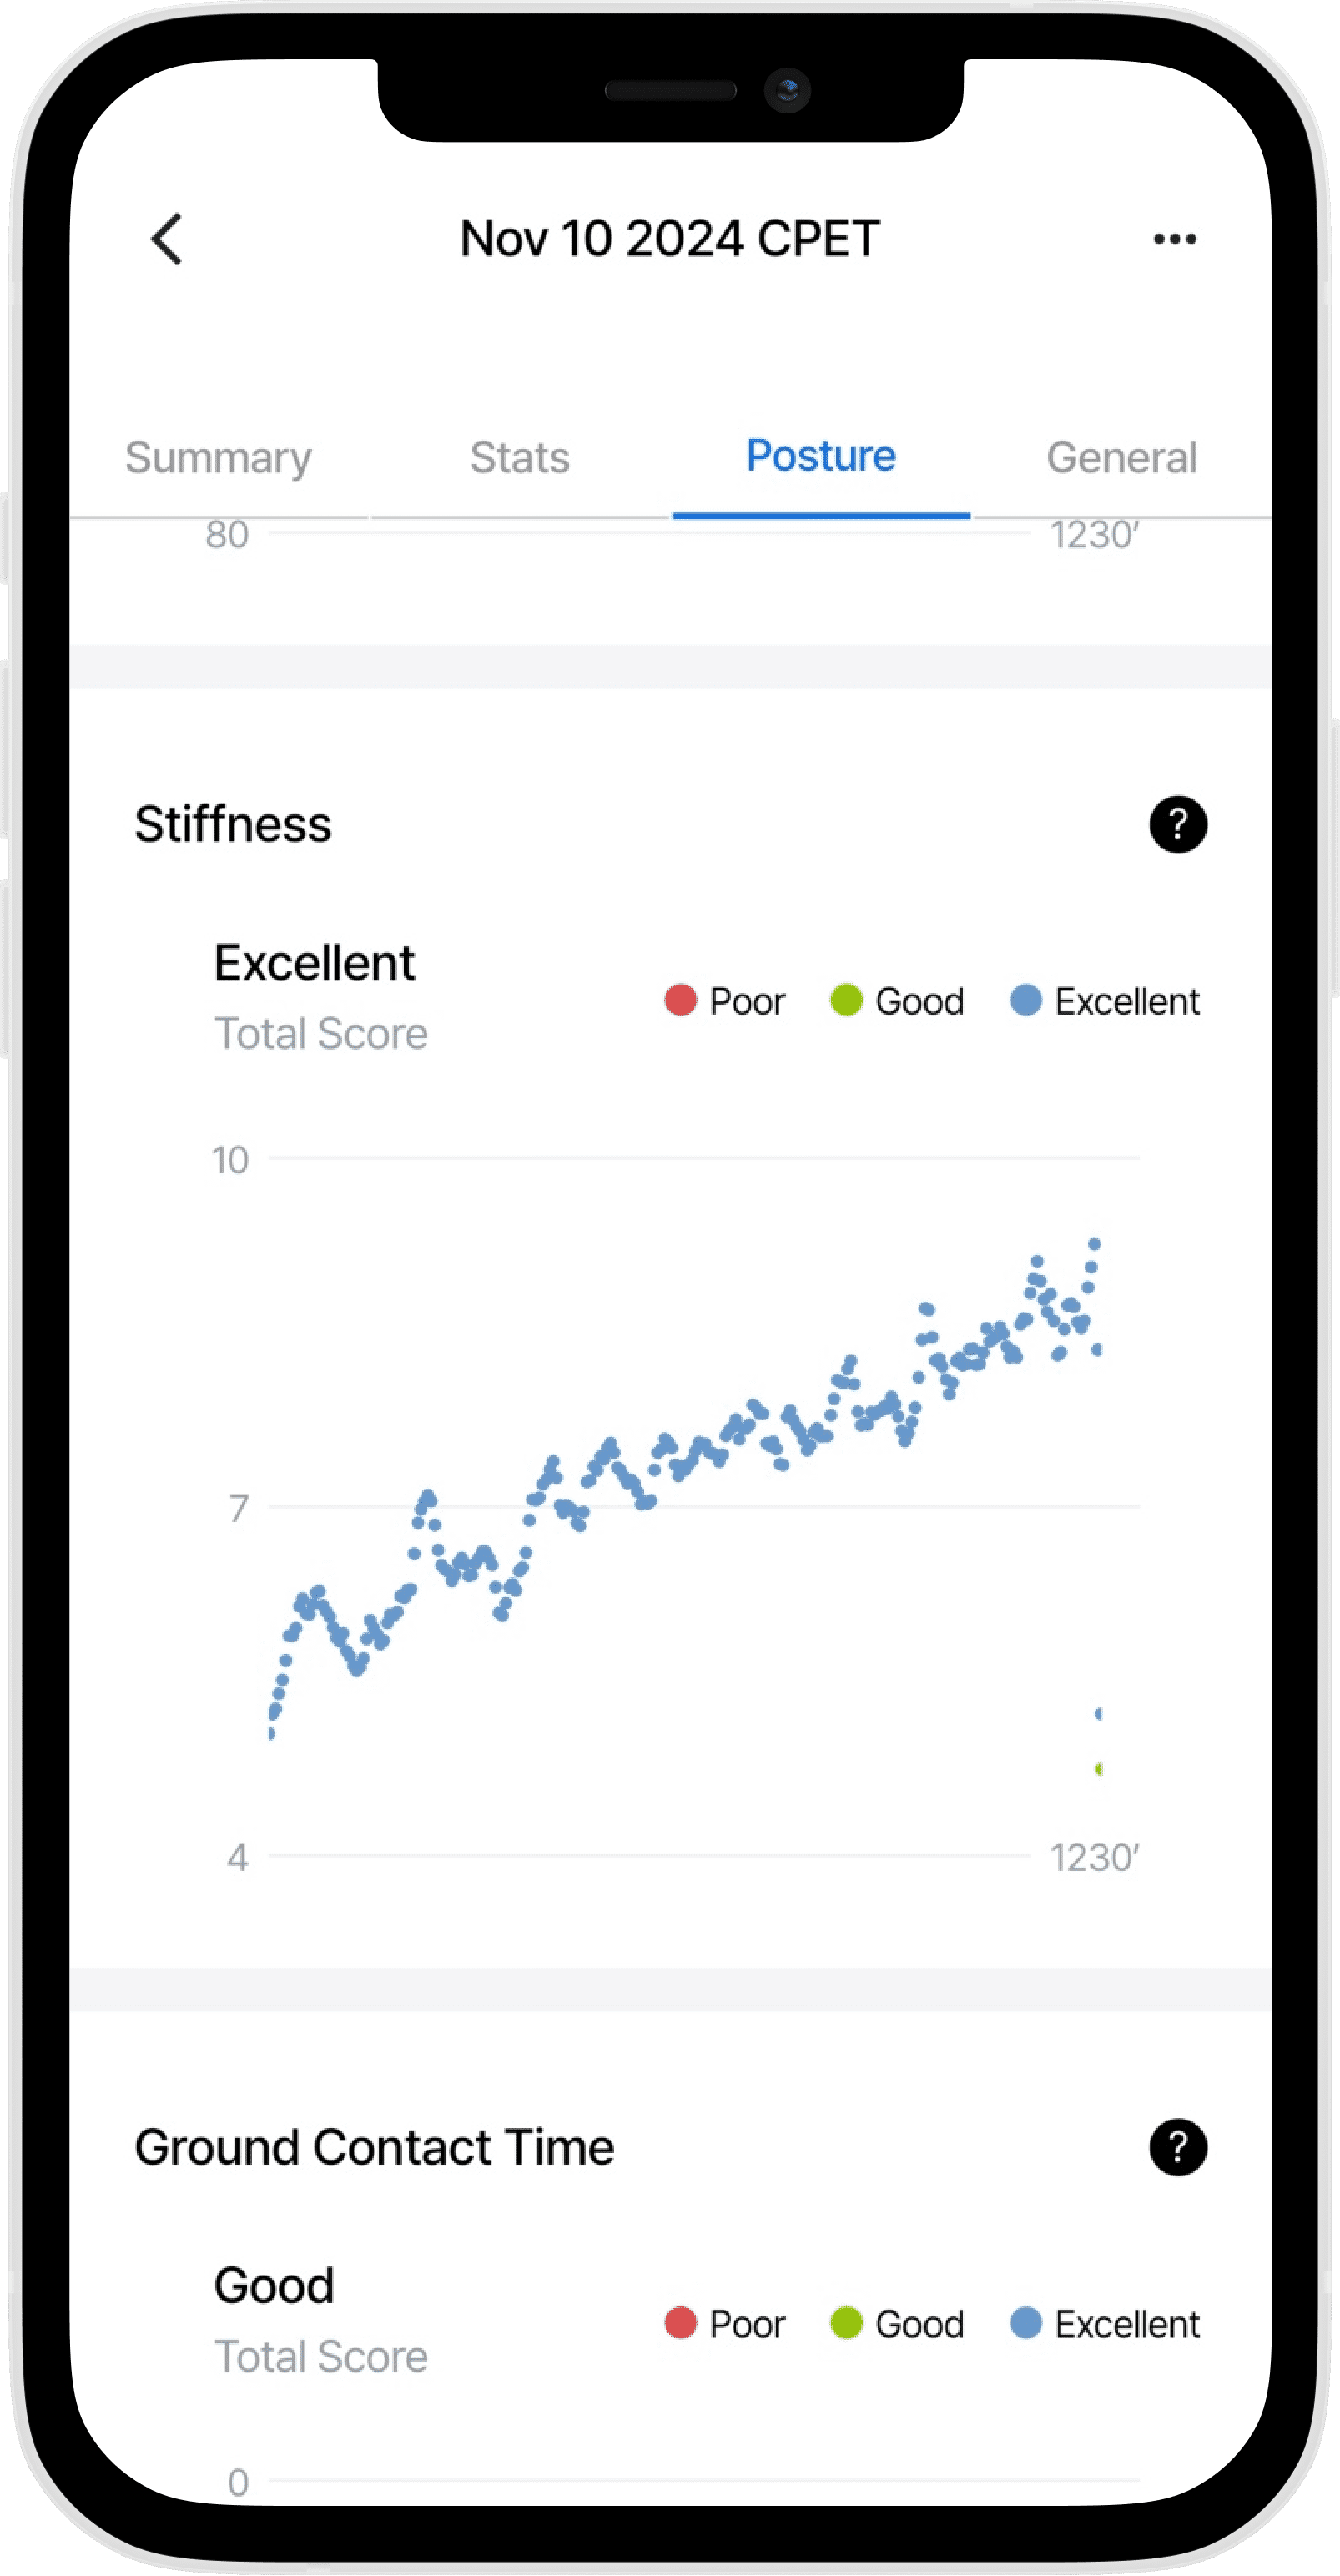 Nov 10 2024 CPET
Summary Stats Posture General
80 1230′
Stiffness ?
Excellent
Total Score
Poor Good Excellent
10
7
4 1230′
Ground Contact Time ?
Good
Total Score
Poor Good Excellent
0